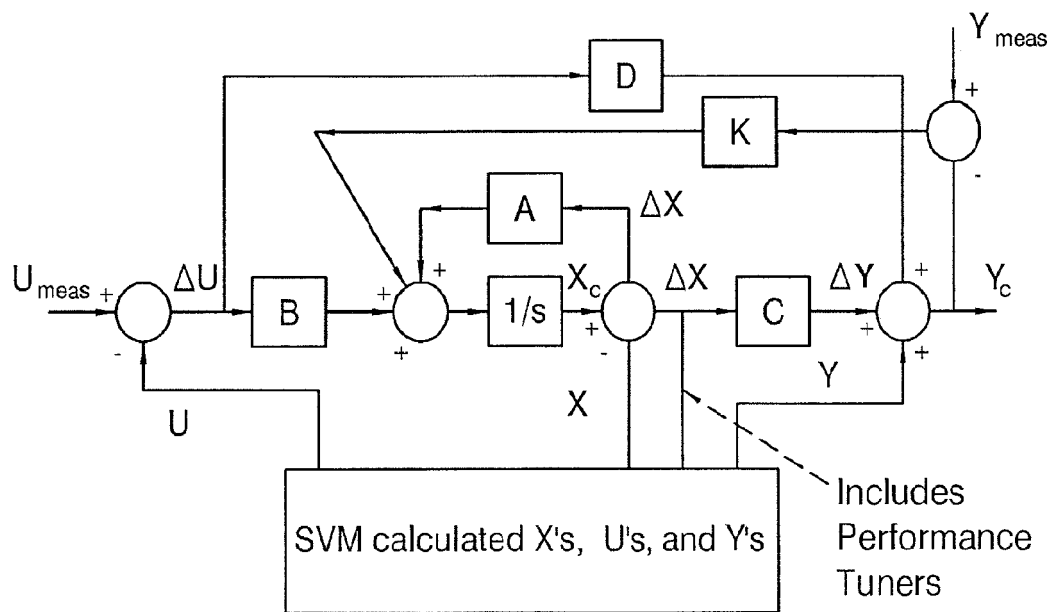 Y meas
D
K
A
ΔX
U meas
+
ΔU
B
+
+
+
1/s
X c
+
-
ΔX
C
ΔY
+
+
+
Y c
+
-
-
U
X
Y
SVM calculated X's, U's, and Y's
Includes
Performance
Tuners